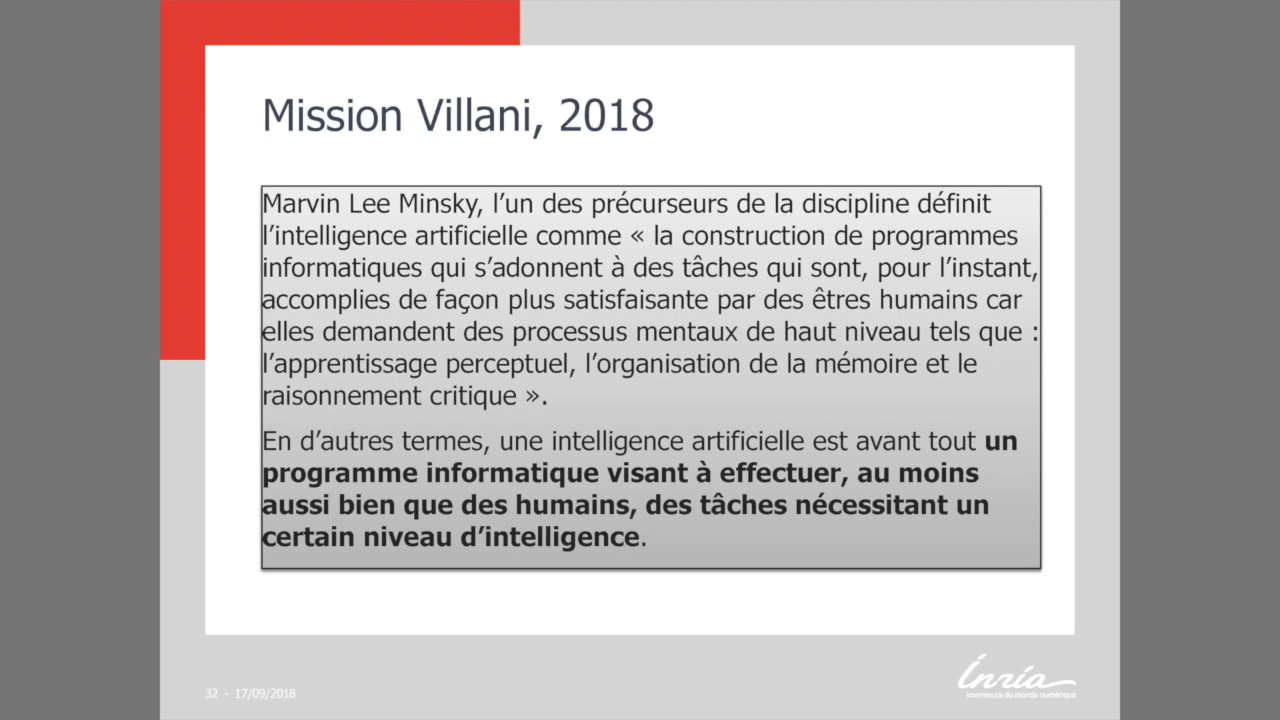 Mission Villani, 2018
Marvin Lee Minsky, l’un des précurseurs de la discipline définit
l’intelligence artificielle comme « la construction de programmes
informatiques qui s’adonnent à des tâches qui sont, pour l’instant,
accomplies de façon plus satisfaisante par des êtres humains car
elles demandent des processus mentaux de haut niveau tels que :
l’apprentissage perceptuel, l’organisation de la mémoire et le
raisonnement critique ».
En d’autres termes, une intelligence artificielle est avant tout un
programme informatique visant à effectuer, au moins
aussi bien que des humains, des tâches nécessitant un
certain niveau d’intelligence.
32 - 17/09/2018
Inria
inventeurs du monde numérique